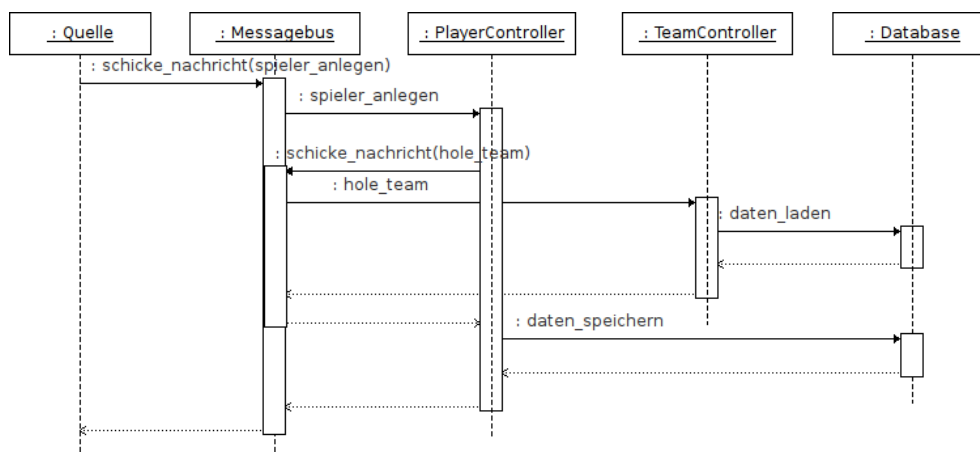 : Quelle
: Messagebus
: PlayerController
: TeamController
: Database
: schicke_nachricht(spieler_anlegen)
: spieler_anlegen
: schicke_nachricht(hole_team)
: hole_team
: daten_laden
: daten_speichern